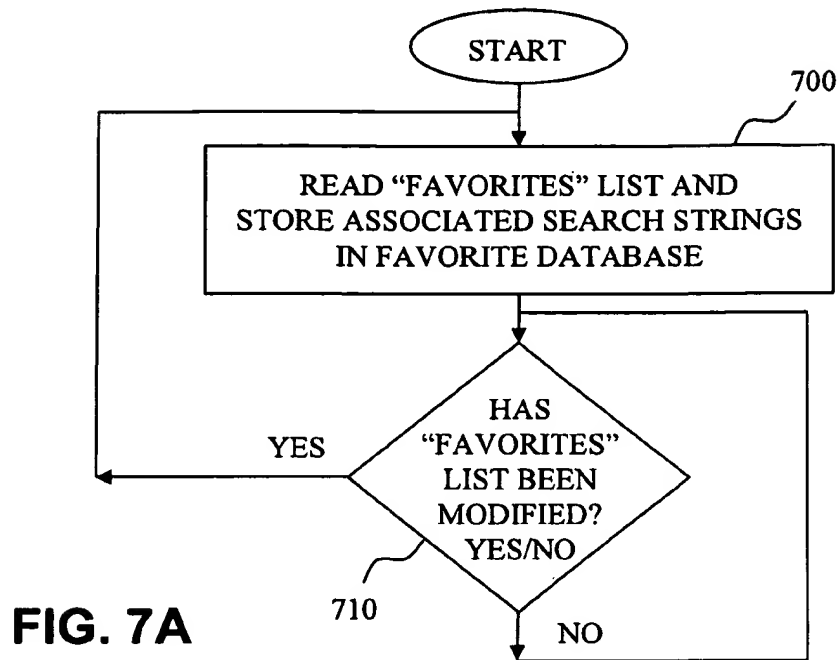 START
700
READ “FAVORITES” LIST AND
STORE ASSOCIATED SEARCH STRINGS
IN FAVORITE DATABASE
HAS
“FAVORITES”
LIST BEEN
MODIFIED?
YES/NO
YES
710
NO
FIG. 7A